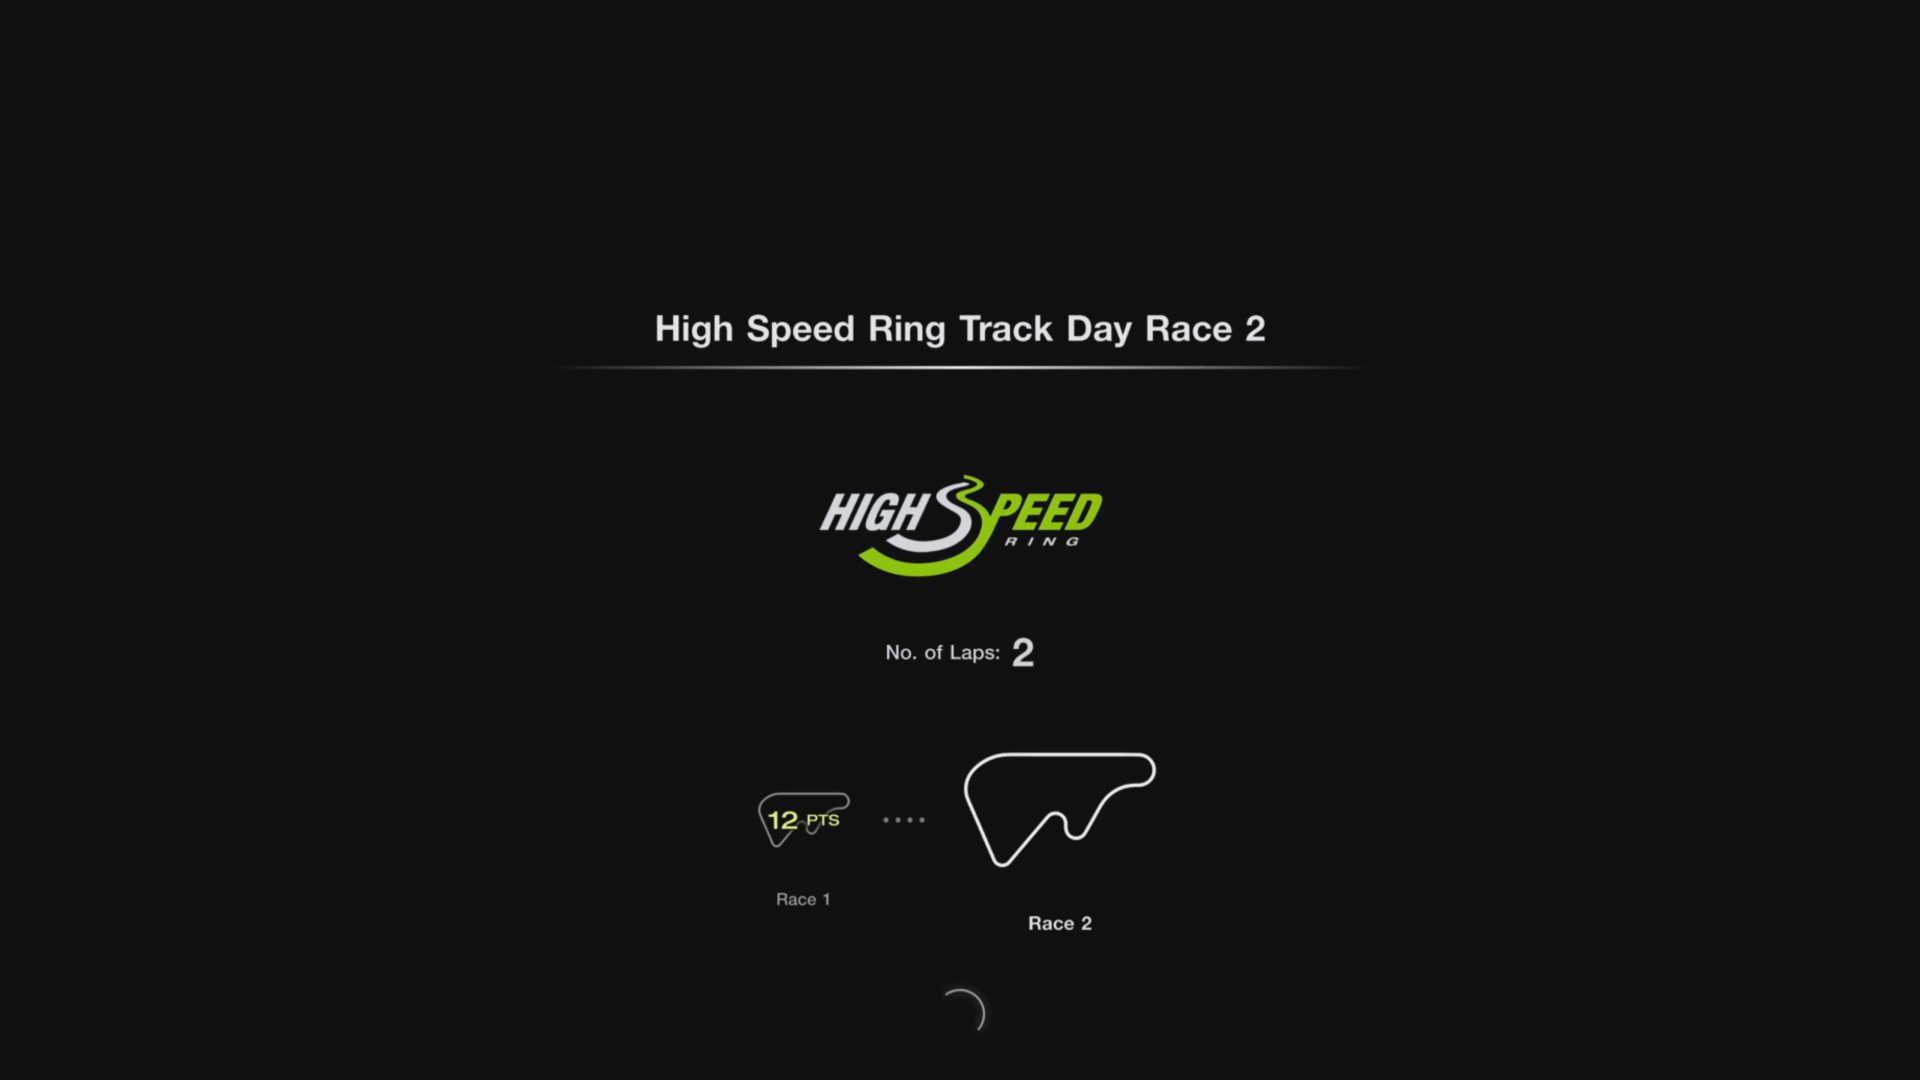 High Speed Ring Track Day Race 2
HIGH SPEED
RING
No. of Laps: 2
12 PTS
Race 1
Race 2